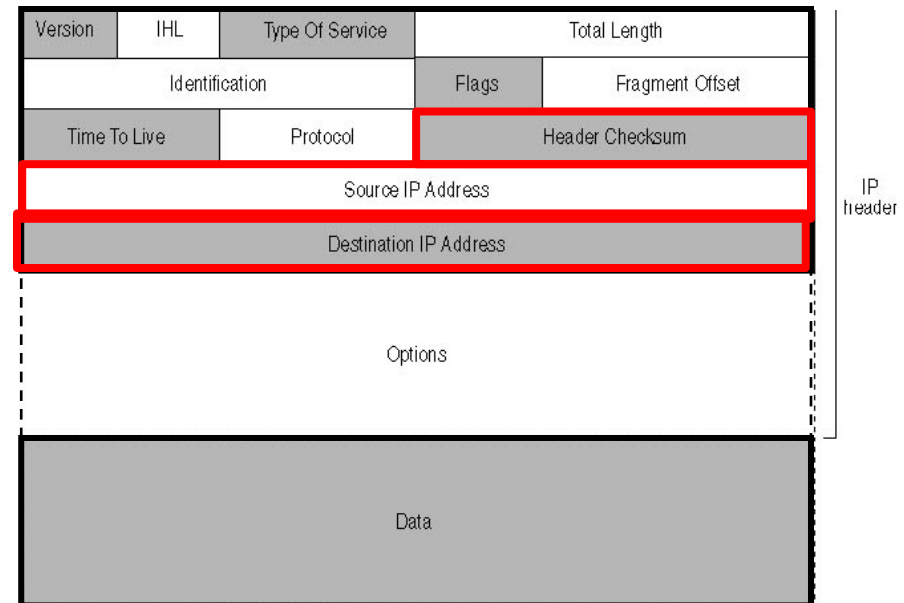 Version IHL Type Of Service Total Length
Identification Flags Fragment Offset
Time To Live Protocol Header Checksum
Source IP Address
Destination IP Address
IP
header
Options
Data